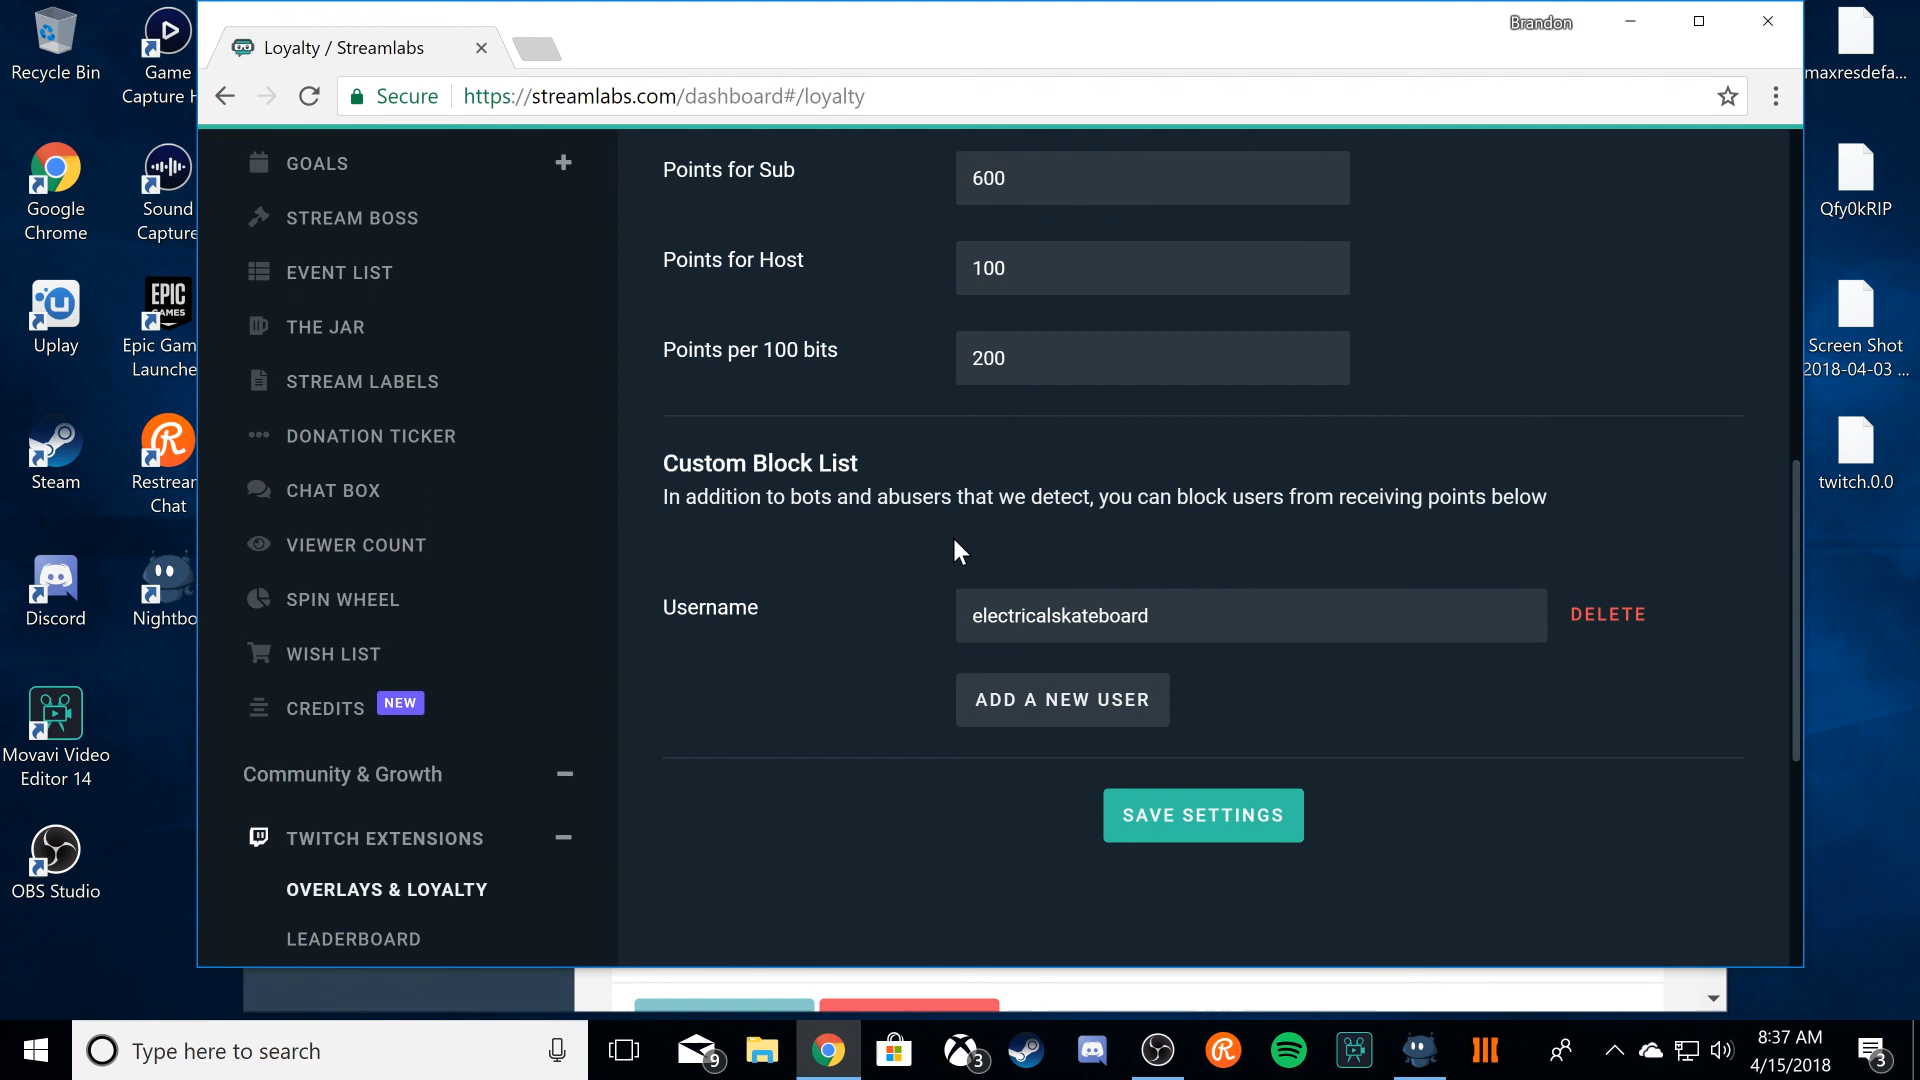 Recycle Bin
Game
Capture H
Google
Chrome
Sound
Capture
Uplay
EPIC
GAMES
Epic Gam
Launche
Steam
Restrear
Chat
Discord
Nightbo
Movavi Video
Editor 14
OBS Studio
Loyalty / Streamlabs
Brandon
Secure
https://streamlabs.com/dashboard#/loyalty
GOALS
STREAM BOSS
EVENT LIST
THE JAR
STREAM LABELS
DONATION TICKER
CHAT BOX
VIEWER COUNT
SPIN WHEEL
WISH LIST
CREDITS NEW
Community & Growth
TWITCH EXTENSIONS
OVERLAYS & LOYALTY
LEADERBOARD
Points for Sub
600
Points for Host
100
Points per 100 bits
200
Custom Block List
In addition to bots and abusers that we detect, you can block users from receiving points below
Username
electricalskateboard
DELETE
ADD A NEW USER
SAVE SETTINGS
maxresdefa...
Qfy0kRIP
Screen Shot
2018-04-03 ...
twitch.0.0
Type here to search
9
3
8:37 AM
4/15/2018
3